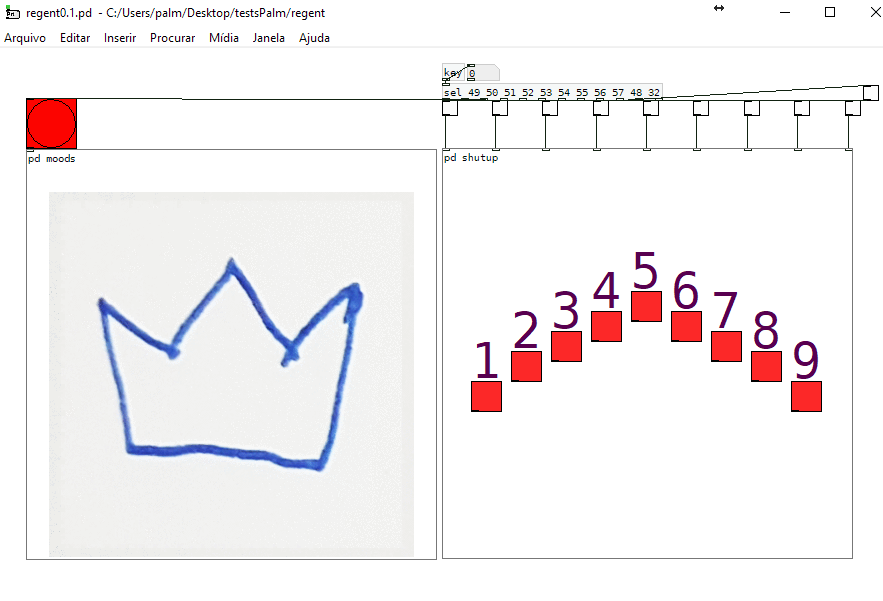 regent0.1.pd - C:/Users/palm/Desktop/testsPalm/regent
Arquivo Editar Inserir Procurar Mídia Janela Ajuda
key 0
sel 49 50 51 52 53 54 55 56 57 48 32
pd moods
pd shutup
1 2 3 4 5 6 7 8 9